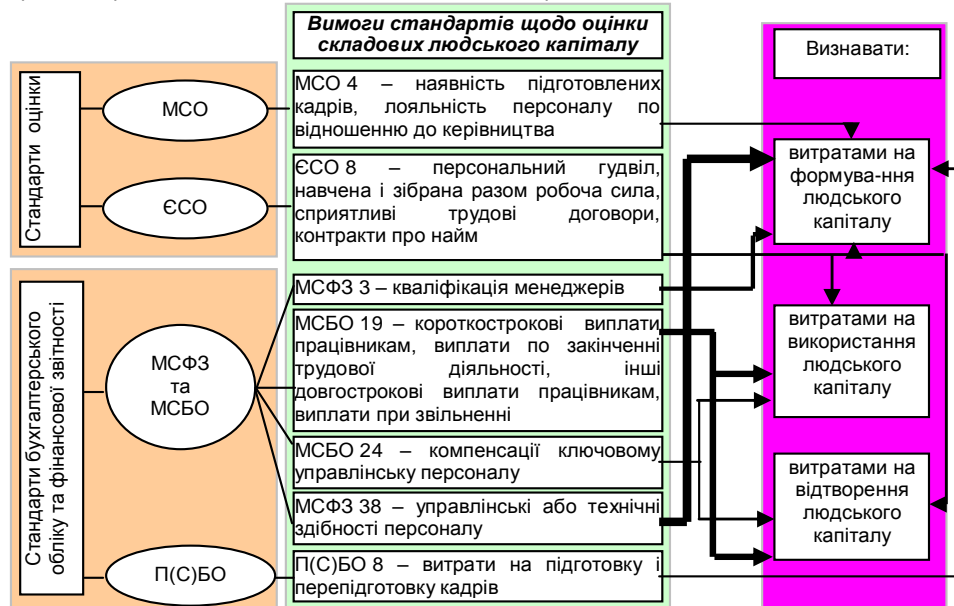 Вимоги стандартів щодо оцінки
складових людського капіталу
Визнавати:
Стандарти оцінки
МСО
ЄСО
МСО 4 – наявність підготовлених
кадрів, лояльність персоналу по
відношенню до керівництва
ЄСО 8 – персональний гудвіл,
навчена і зібрана разом робоча сила,
сприятливі трудові договори,
контракти про найм
Стандарти бухгалтерського
обліку та фінансової звітності
МСФЗ
та
МСБО
П(С)БО
МСФЗ 3 – кваліфікація менеджерів
МСБО 19 – короткострокові виплати
працівникам, виплати по закінченні
трудової діяльності, інші
довгострокові виплати працівникам,
виплати при звільненні
МСБО 24 – компенсації ключовому
управлінську персоналу
МСФЗ 38 – управлінські або технічні
здібності персоналу
П(С)БО 8 – витрати на підготовку і
перепідготовку кадрів
витратами на
формува-ння
людського
капіталу
витратами на
використання
людського
капіталу
витратами на
відтворення
людського
капіталу